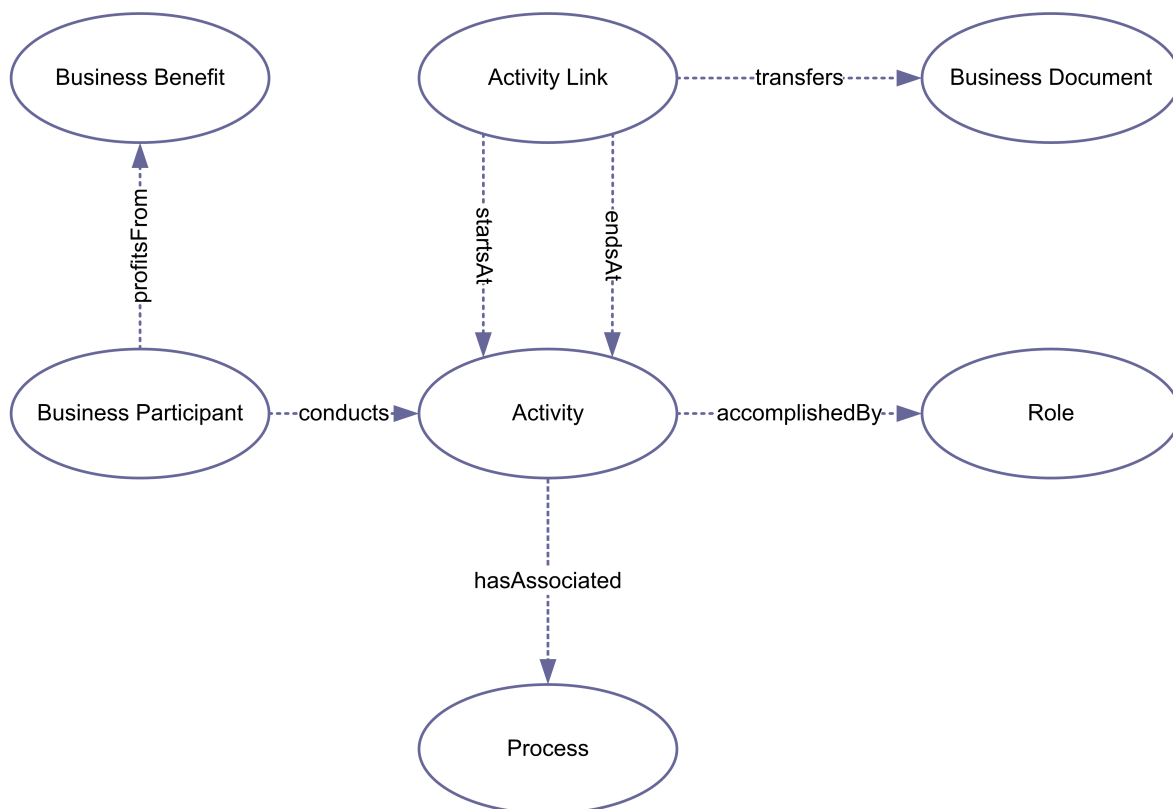 Business Benefit
Activity Link
transfers
Business Document
profitsFrom
startsAt
endsAt
Business Participant
conducts
Activity
accomplishedBy
Role
hasAssociated
Process